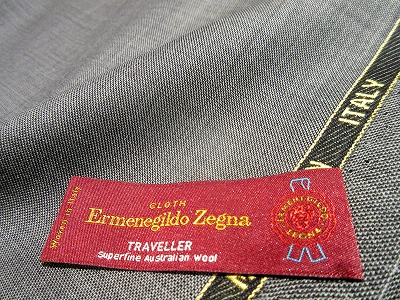 ITALY
CLOTH
Ermenegildo Zegna
TRAVELLER
Superfine Australian Wool
Woven in Italy
ERMENEGILDO
ZEGNA